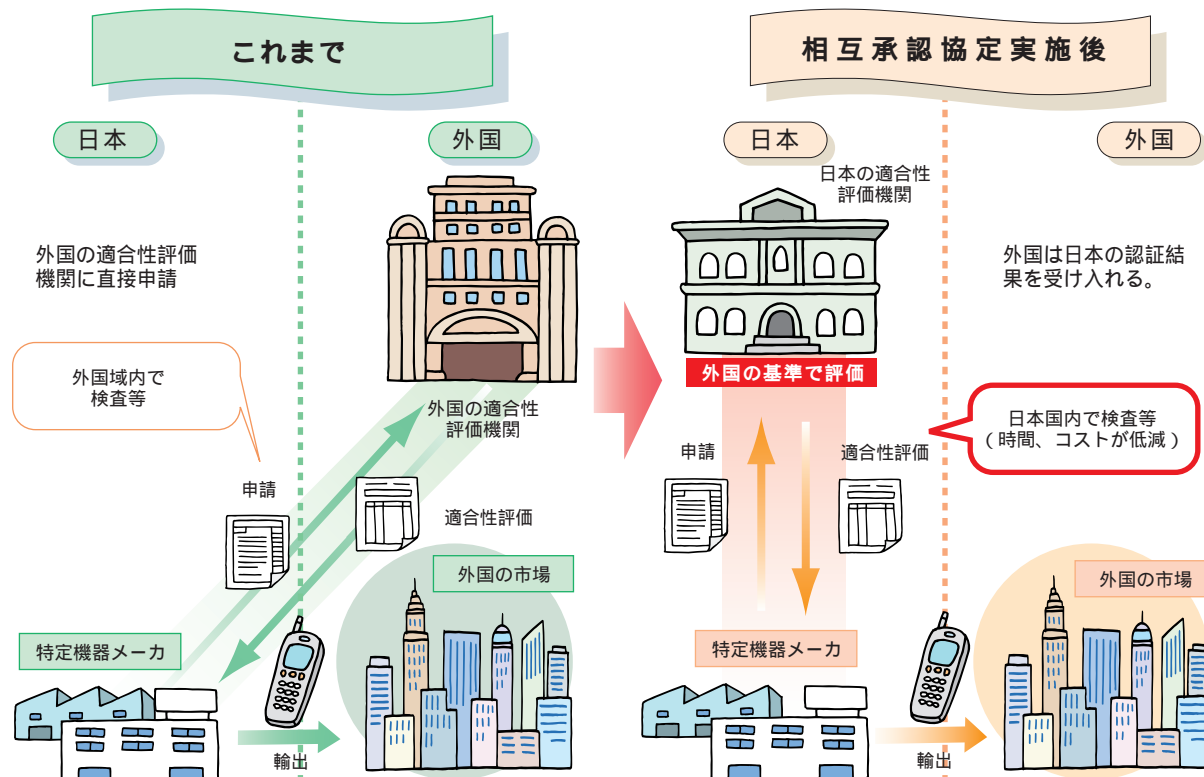 これまで
日本
外国
外国の適合性評価
機関に直接申請
外国域内で
検査等
外国の適合性
評価機関
申請
適合性評価
外国の市場
特定機器メーカ
輸出
相互承認協定実施後
日本
外国
日本の適合性
評価機関
外国は日本の認証結
果を受け入れる。
外国の基準で評価
日本国内で検査等
(時間、コストが低減)
申請
適合性評価
外国の市場
特定機器メーカ
輸出